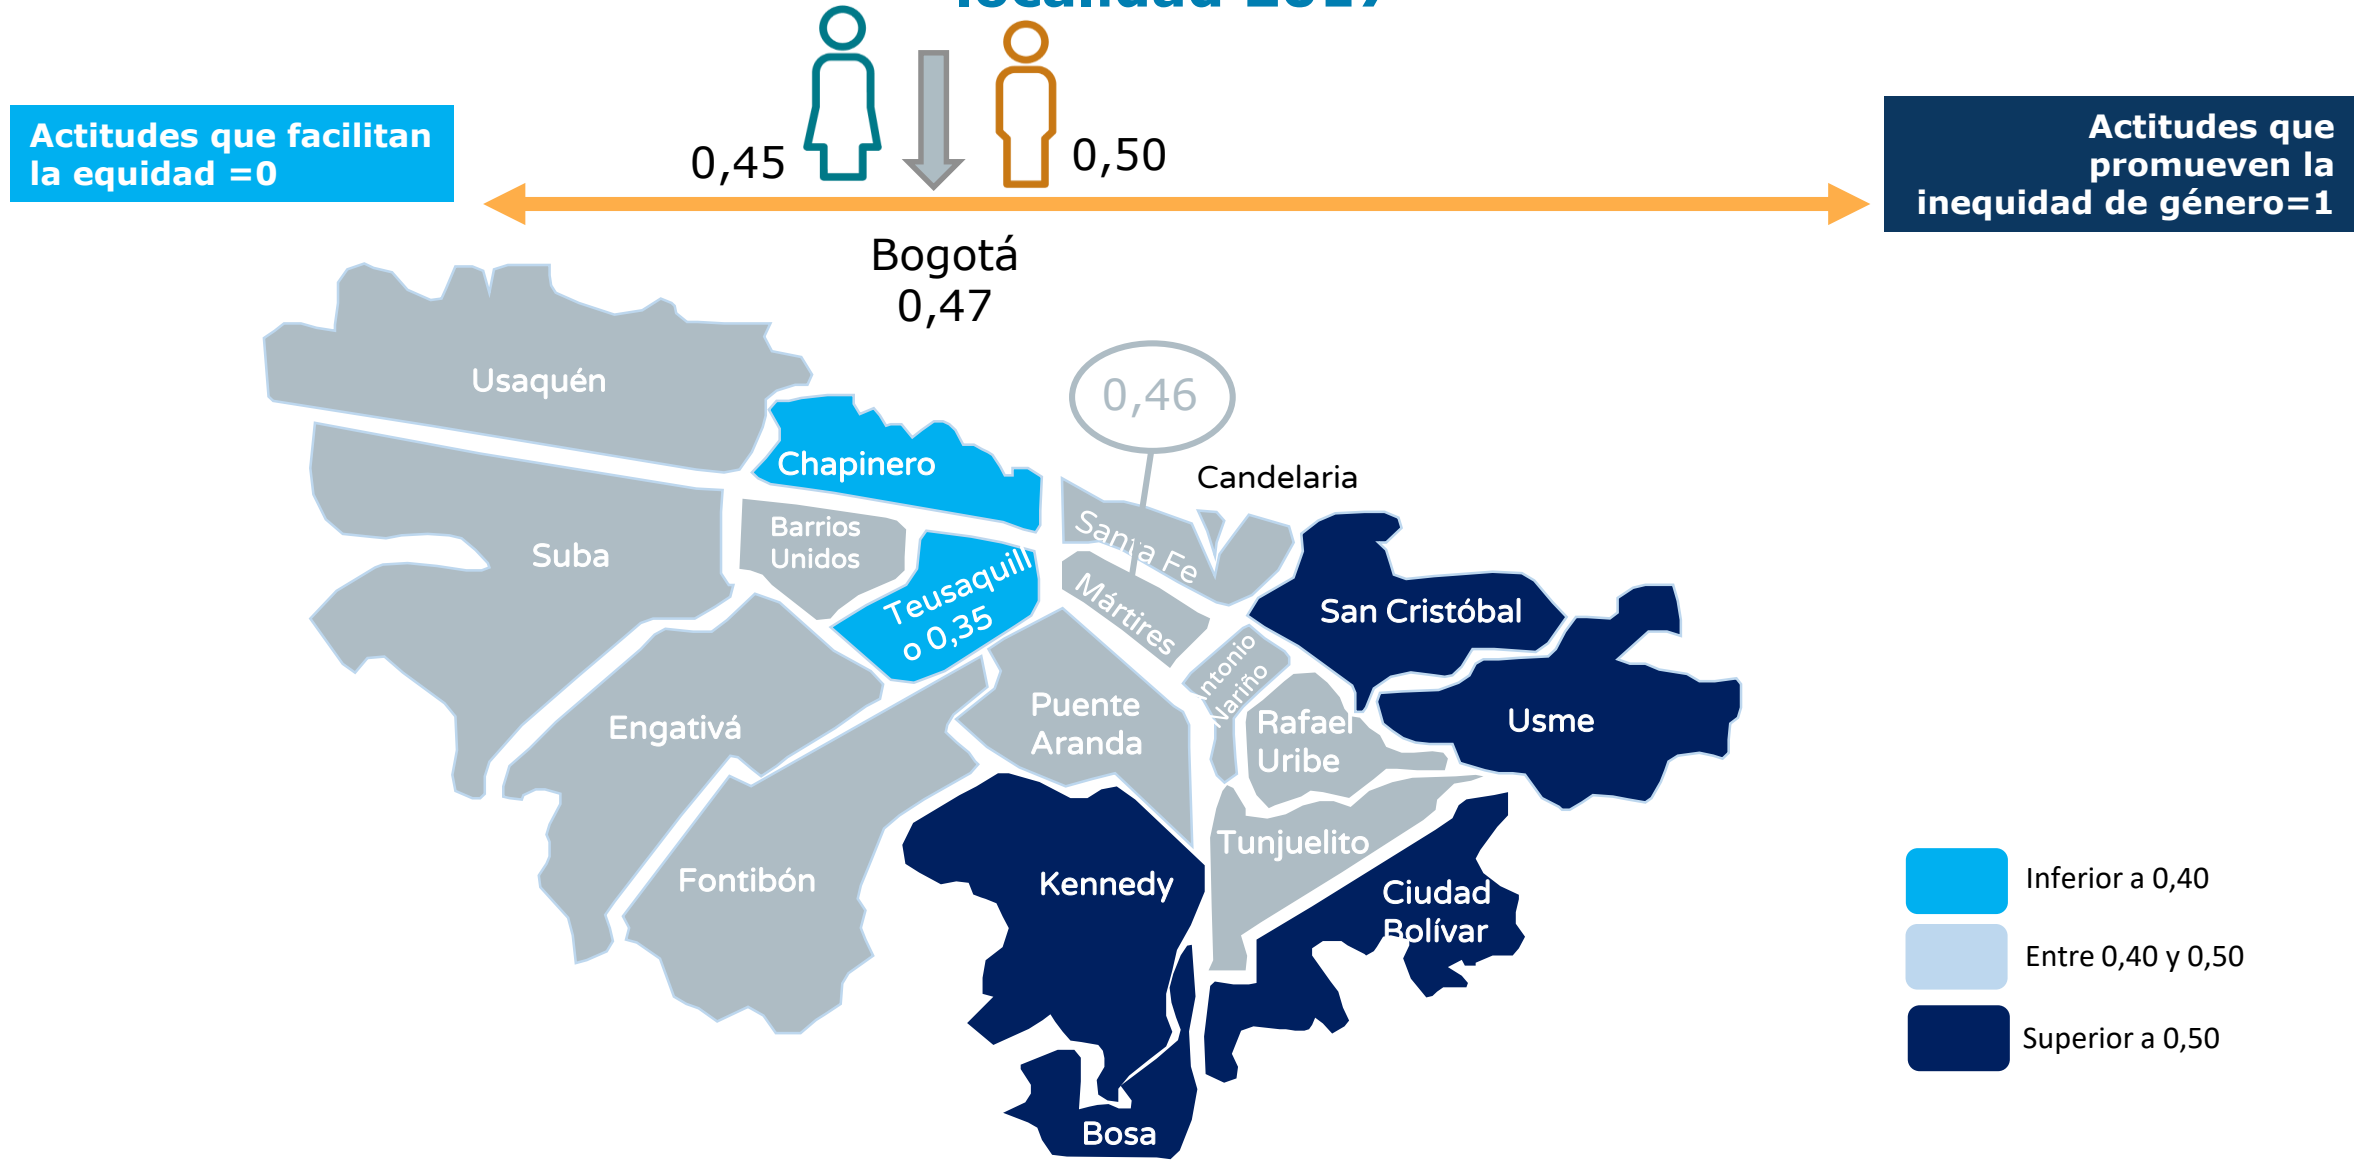 localidad 2017
Actitudes que facilitan
la equidad =0
0,45
0,50
Actitudes que
promueven la
inequidad de género=1
Bogotá
0,47
Usaquén
0,46
Chapinero
Candelaria
Santa Fe
Barrios
Unidos
Suba
Teusaquill
o 0,35
Mártires
San Cristóbal
Antonio
Nariño
Puente
Aranda
Rafael
Uribe
Usme
Engativá
Tunjuelito
Fontibón
Kennedy
Ciudad
Bolívar
Bosa
Inferior a 0,40
Entre 0,40 y 0,50
Superior a 0,50